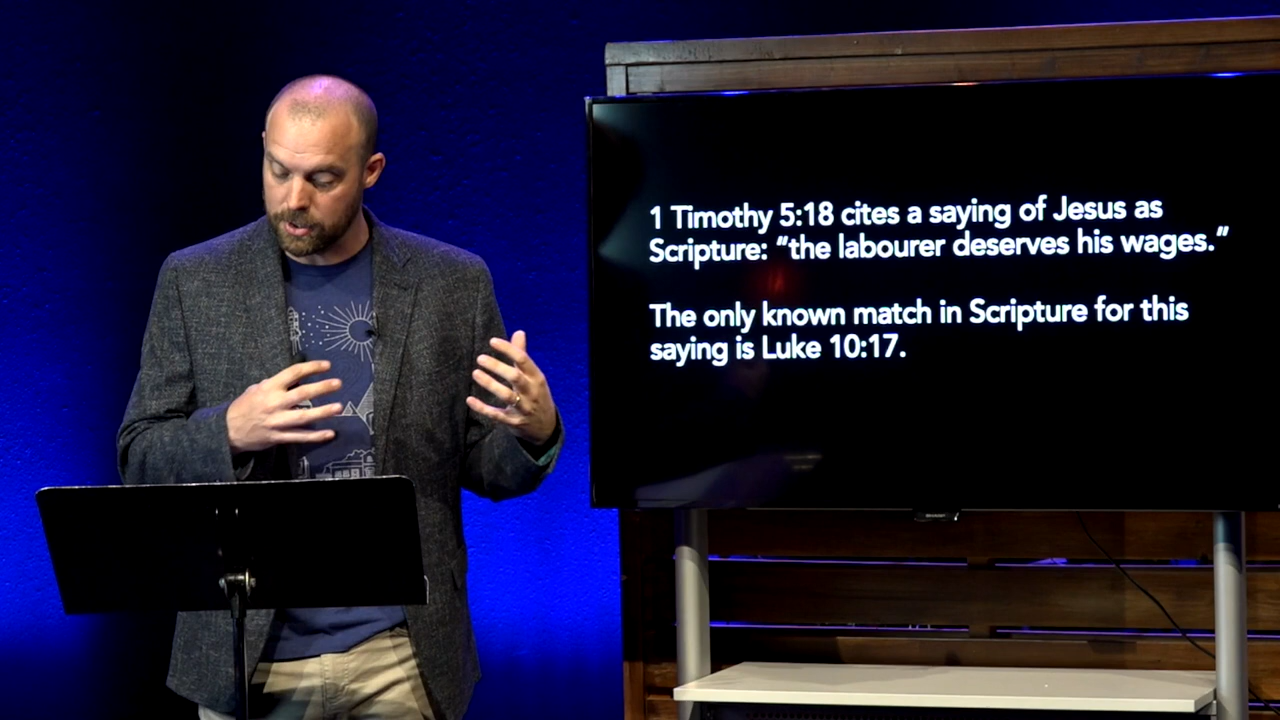 1 Timothy 5:18 cites a saying of Jesus as
Scripture: “the labourer deserves his wages.”
The only known match in Scripture for this
saying is Luke 10:17.